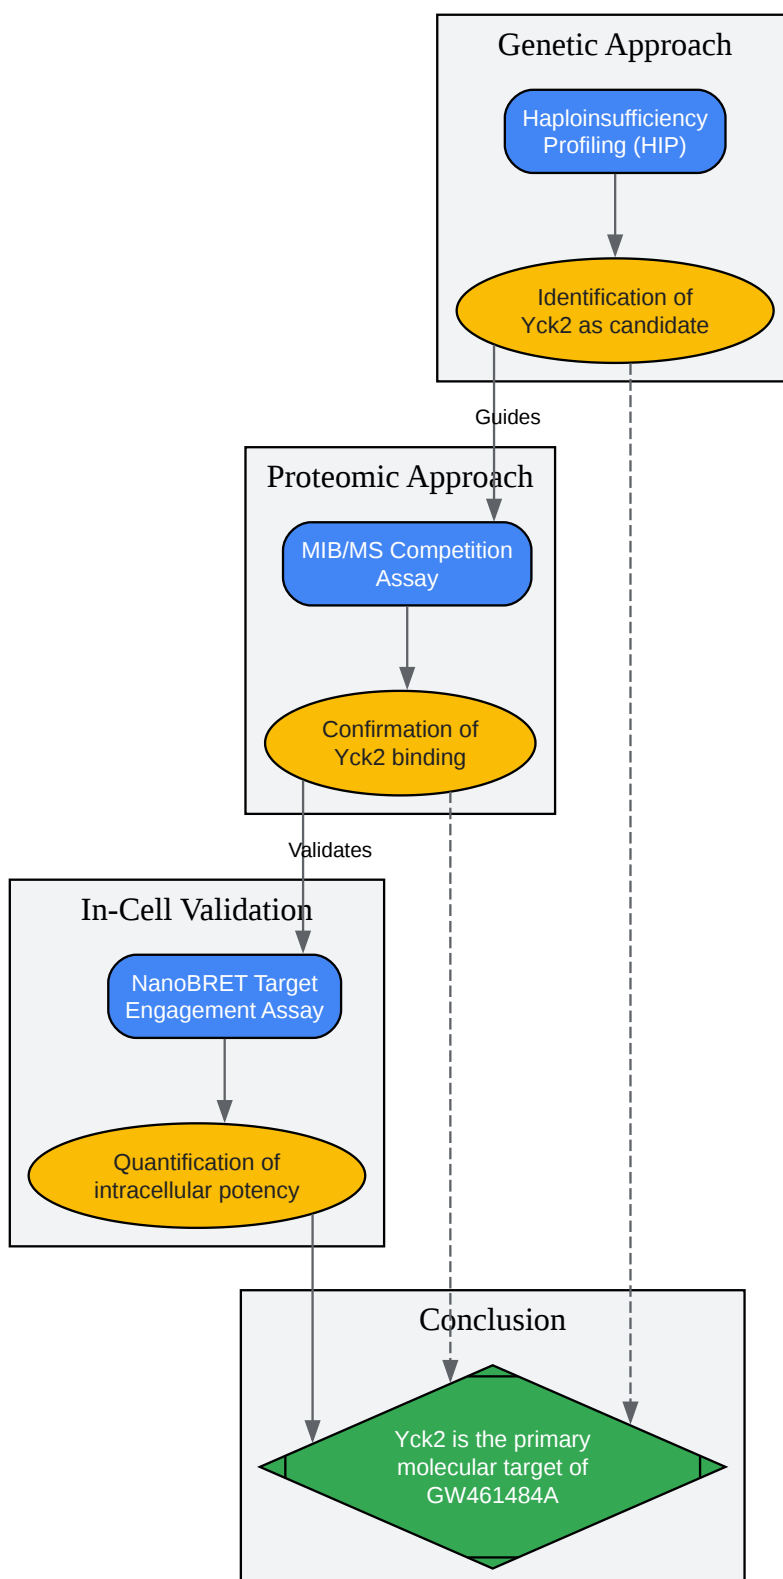 Genetic Approach
Haploinsufficiency
Profiling (HIP)
Identification of
Yck2 as candidate
Guides
Proteomic Approach
MIB/MS Competition
Assay
Confirmation of
Yck2 binding
Validates
In-Cell Validation
NanoBRET Target
Engagement Assay
Quantification of
intracellular potency
Conclusion
Yck2 is the primary
molecular target of
GW461484A